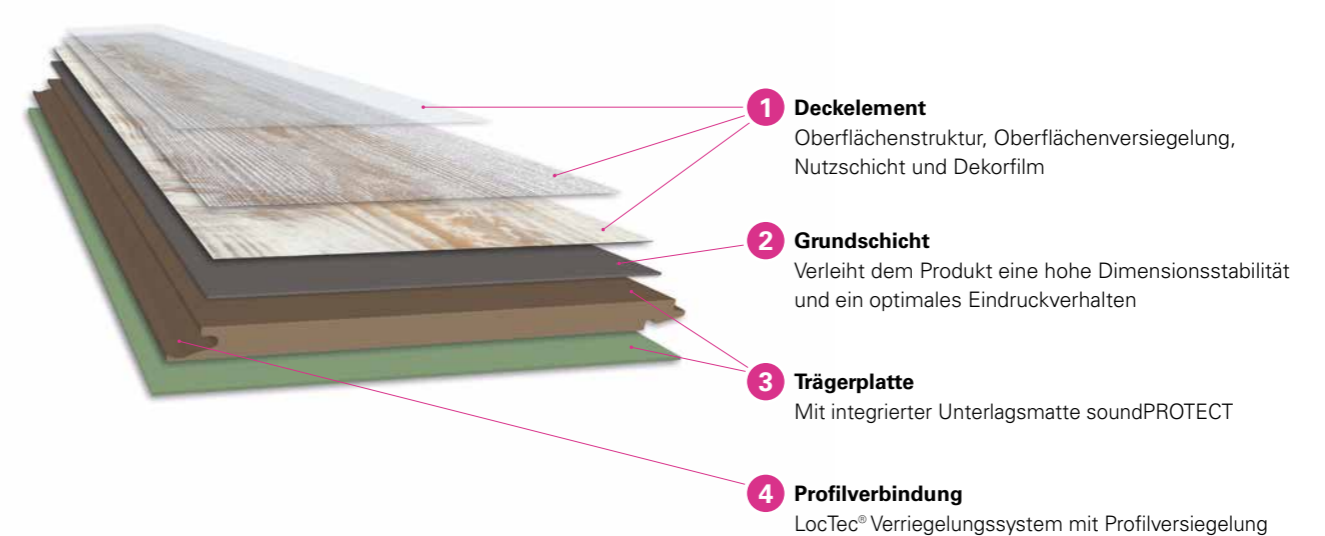 1 Deckelement
Oberflächenstruktur, Oberflächenversiegelung,
Nutzschicht und Dekorfilm
2 Grundschicht
Verleiht dem Produkt eine hohe Dimensionsstabilität
und ein optimales Eindruckverhalten
3 Trägerplatte
Mit integrierter Unterlagsmatte soundPROTECT
4 Profilverbindung
LocTec® Verriegelungssystem mit Profilversiegelung